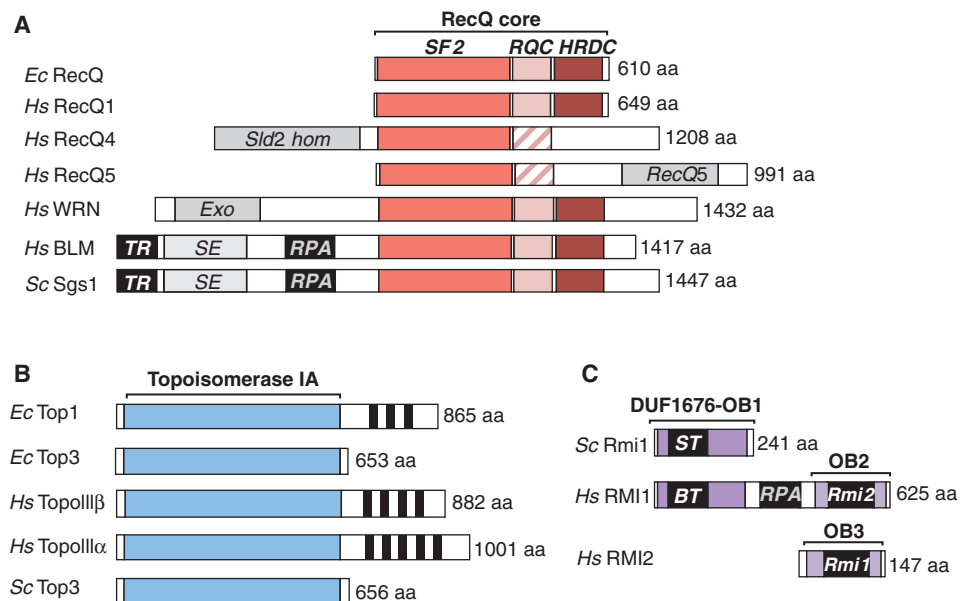 A
RecQ core
SF2 RQC HRDC
Ec RecQ 610 aa
Hs RecQ1 649 aa
Hs RecQ4 Sld2 hom 1208 aa
Hs RecQ5 RecQ5 991 aa
Hs WRN Exo 1432 aa
Hs BLM TR SE RPA 1417 aa
Sc Sgs1 TR SE RPA 1447 aa
B
Topoisomerase IA
Ec Top1 865 aa
Ec Top3 653 aa
Hs TopoIIIβ 882 aa
Hs TopoIIIα 1001 aa
Sc Top3 656 aa
C
DUF1676-OB1
Sc Rmi1 ST 241 aa
OB2
Hs RMI1 BT RPA Rmi2 625 aa
OB3
Hs RMI2 Rmi1 147 aa